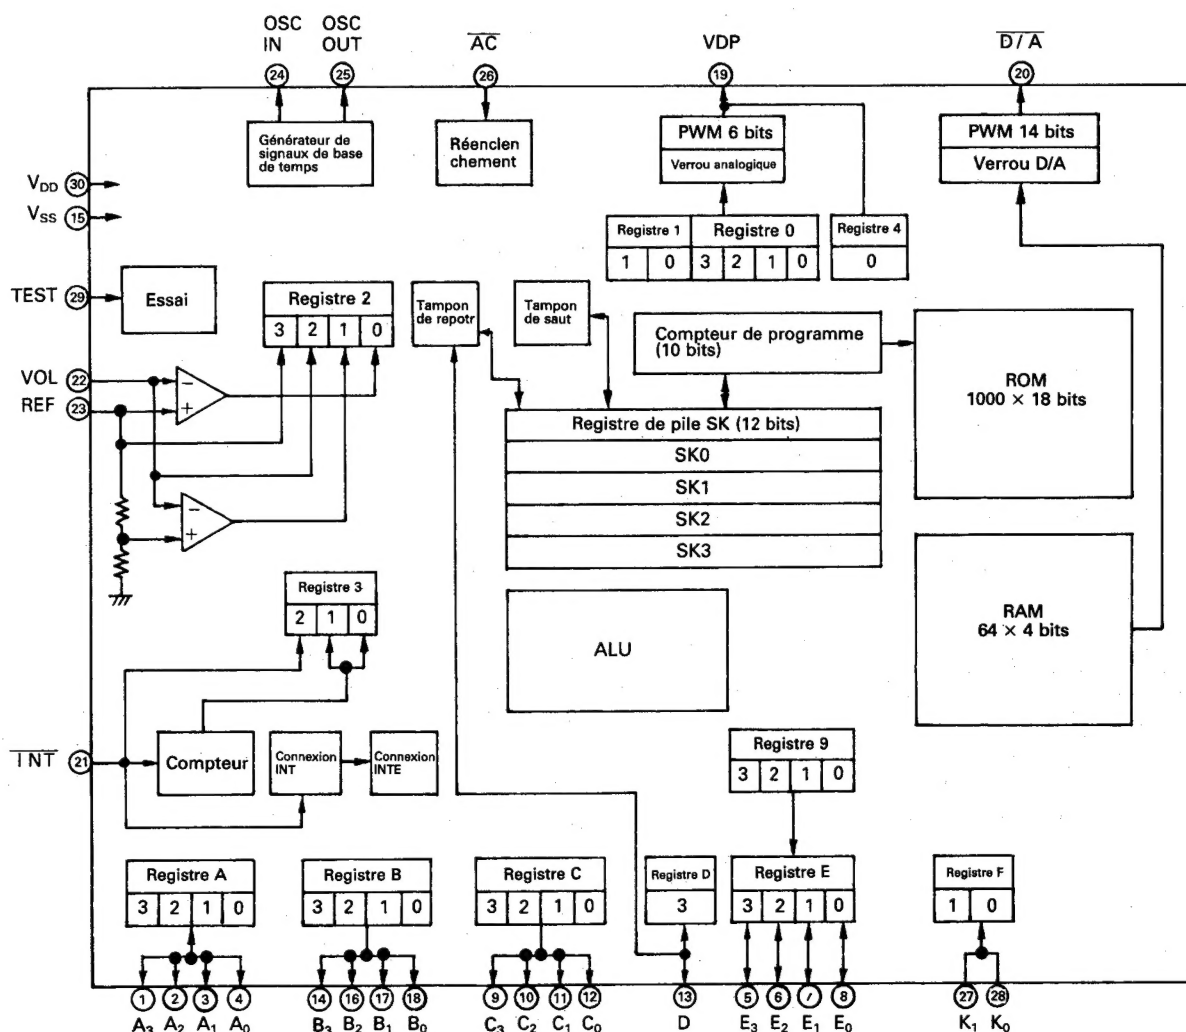 OSC IN
OSC OUT
AC
VDP
D/A
24
25
26
19
20
Générateur de
signaux de base
de temps
Réencien
chement
PWM 6 bits
Verrou analogique
PWM 14 bits
Verrou D/A
VDD 30
VSS 15
Registre 1
Registre 0
Registre 4
1 0 3 2 1 0
0
TEST 29
Essai
Registre 2
3 2 1 0
Tampon
de repotr
Tampon
de saut
Compteur de programme
(10 bits)
ROM
1000 × 18 bits
VOL 22
REF 23
−
+
−
+
Registre de pile SK (12 bits)
SK0
SK1
SK2
SK3
Registre 3
2 1 0
ALU
RAM
64 × 4 bits
INT 21
Compteur
Connexion
INT
Connexion
INTE
Registre 9
3 2 1 0
Registre A
3 2 1 0
Registre B
3 2 1 0
Registre C
3 2 1 0
Registre D
3
Registre E
3 2 1 0
Registre F
1 0
1 2 3 4
14 16 17 18
9 10 11 12
13
5 6 7 8
27 28
A3 A2 A1 A0
B3 B2 B1 B0
C3 C2 C1 C0
D
E3 E2 E1 E0
K1 K0